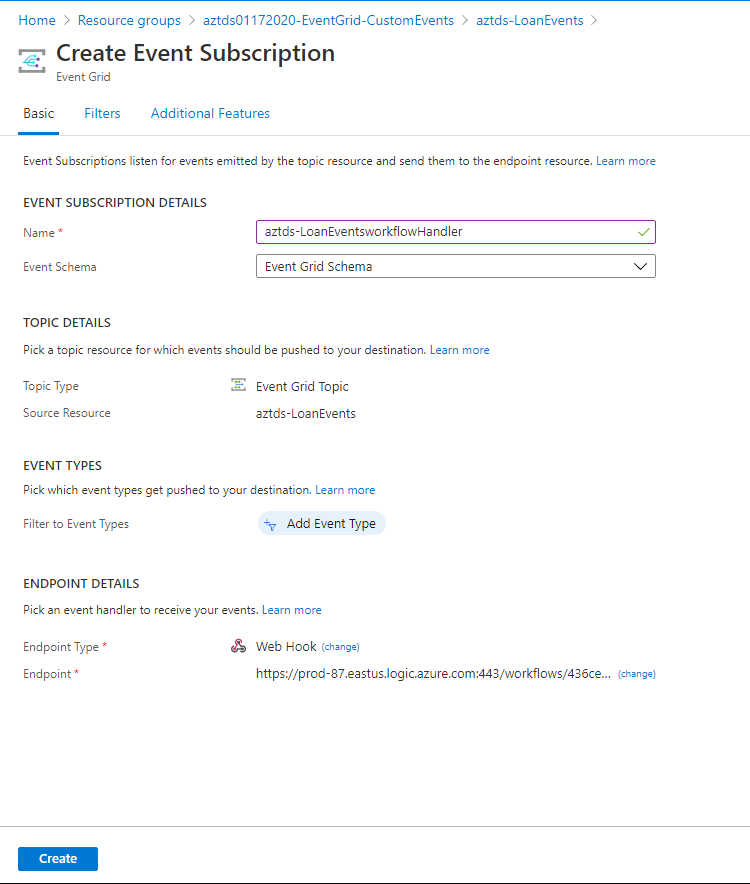 Home > Resource groups > aztds01172020-EventGrid-CustomEvents > aztds-LoanEvents >
Create Event Subscription
Event Grid
Basic Filters Additional Features
Event Subscriptions listen for events emitted by the topic resource and send them to the endpoint resource. Learn more
EVENT SUBSCRIPTION DETAILS
Name * aztds-LoanEventsworkflowHandler
Event Schema Event Grid Schema
TOPIC DETAILS
Pick a topic resource for which events should be pushed to your destination. Learn more
Topic Type Event Grid Topic
Source Resource aztds-LoanEvents
EVENT TYPES
Pick which event types get pushed to your destination. Learn more
Filter to Event Types Add Event Type
ENDPOINT DETAILS
Pick an event handler to receive your events. Learn more
Endpoint Type * Web Hook (change)
Endpoint * https://prod-87.eastus.logic.azure.com:443/workflows/436ce... (change)
Create